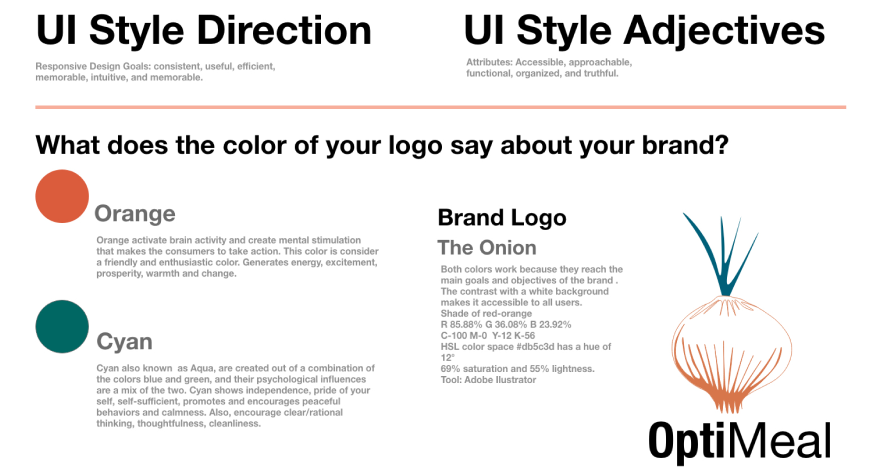 UI Style Direction
Responsive Design Goals: consistent, useful, efficient,
memorable, intuitive, and memorable.
UI Style Adjectives
Attributes: Accessible, approachable,
functional, organized, and truthful.
What does the color of your logo say about your brand?
Orange
Orange activate brain activity and create mental stimulation
that makes the consumers to take action. This color is consider
a friendly and enthusiastic color. Generates energy, excitement,
prosperity, warmth and change.
Cyan
Cyan also known as Aqua, are created out of a combination of
the colors blue and green, and their psychological influences
are a mix of the two. Cyan shows independence, pride of your
self, self-sufficient, promotes and encourages peaceful
behaviors and calmness. Also, encourage clear/rational
thinking, thoughtfulness, cleanliness.
Brand Logo
The Onion
Both colors work because they reach the
main goals and objectives of the brand .
The contrast with a white background
makes it accessible to all users.
Shade of red-orange
R 85.88% G 36.08% B 23.92%
C-100 M-0 Y-12 K-56
HSL color space #db5c3d has a hue of
12°
69% saturation and 55% lightness.
Tool: Adobe Ilustrator
OptiMeal